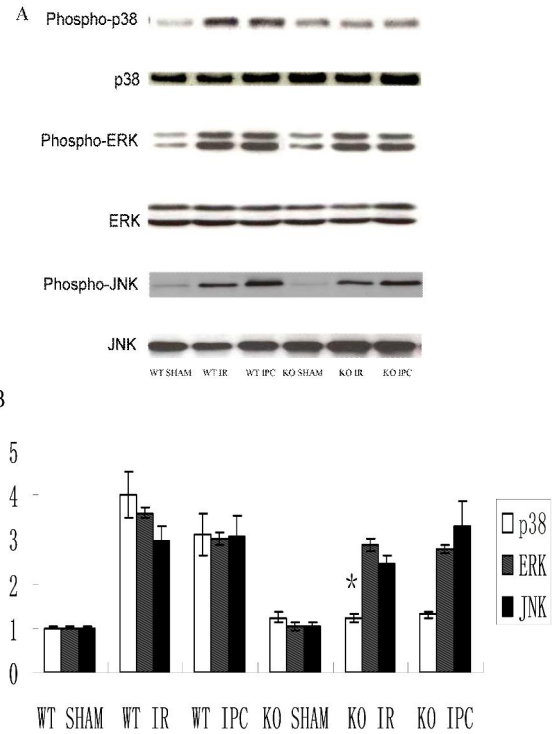 A
Phospho-p38
p38
Phospho-ERK
ERK
Phospho-JNK
JNK
WT SHAM WT IR WT IPC KO SHAM KO IR KO IPC
B
5
4
3
2
1
0
*
p38
ERK
JNK
WT SHAM WT IR WT IPC KO SHAM KO IR KO IPC